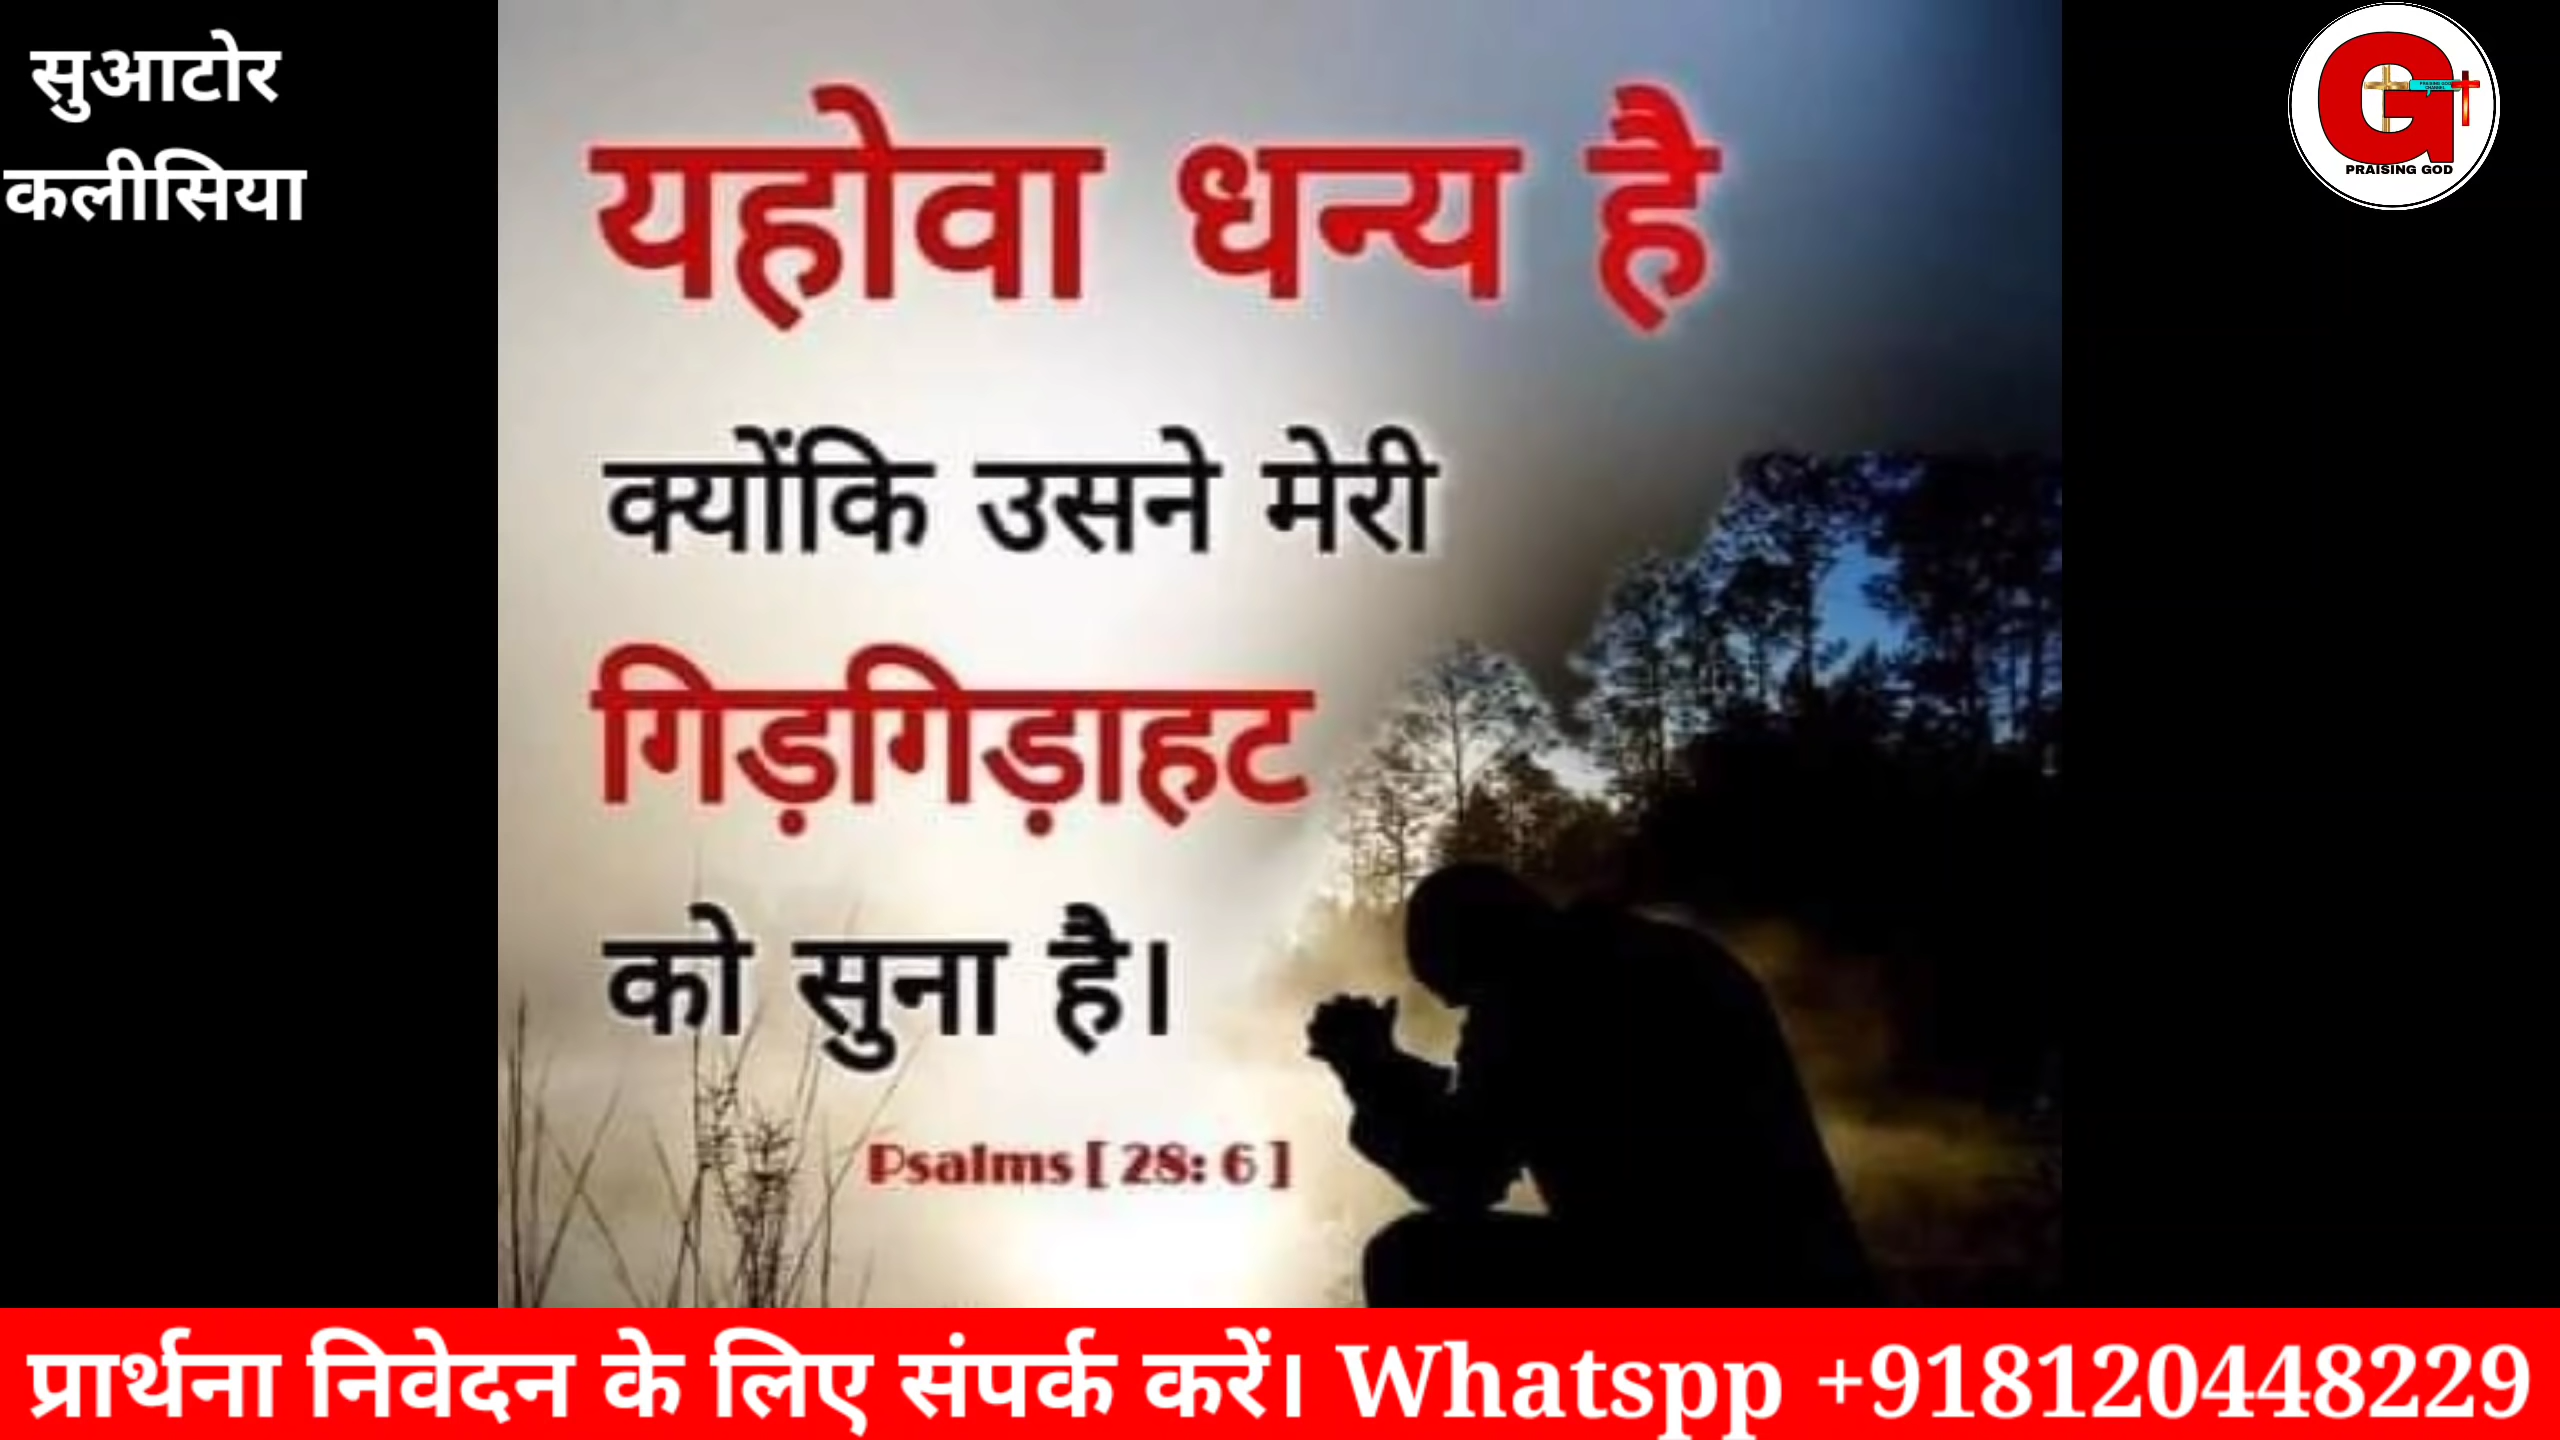 सुआटोर
कलीसिया
यहोवा धन्य है
क्योंकि उसने मेरी
गिड़गिड़ाहट
को सुना है।
Psalms [ 28: 6 ]
PRAISING GOD
प्रार्थना निवेदन के लिए संपर्क करें। Whatspp +918120448229